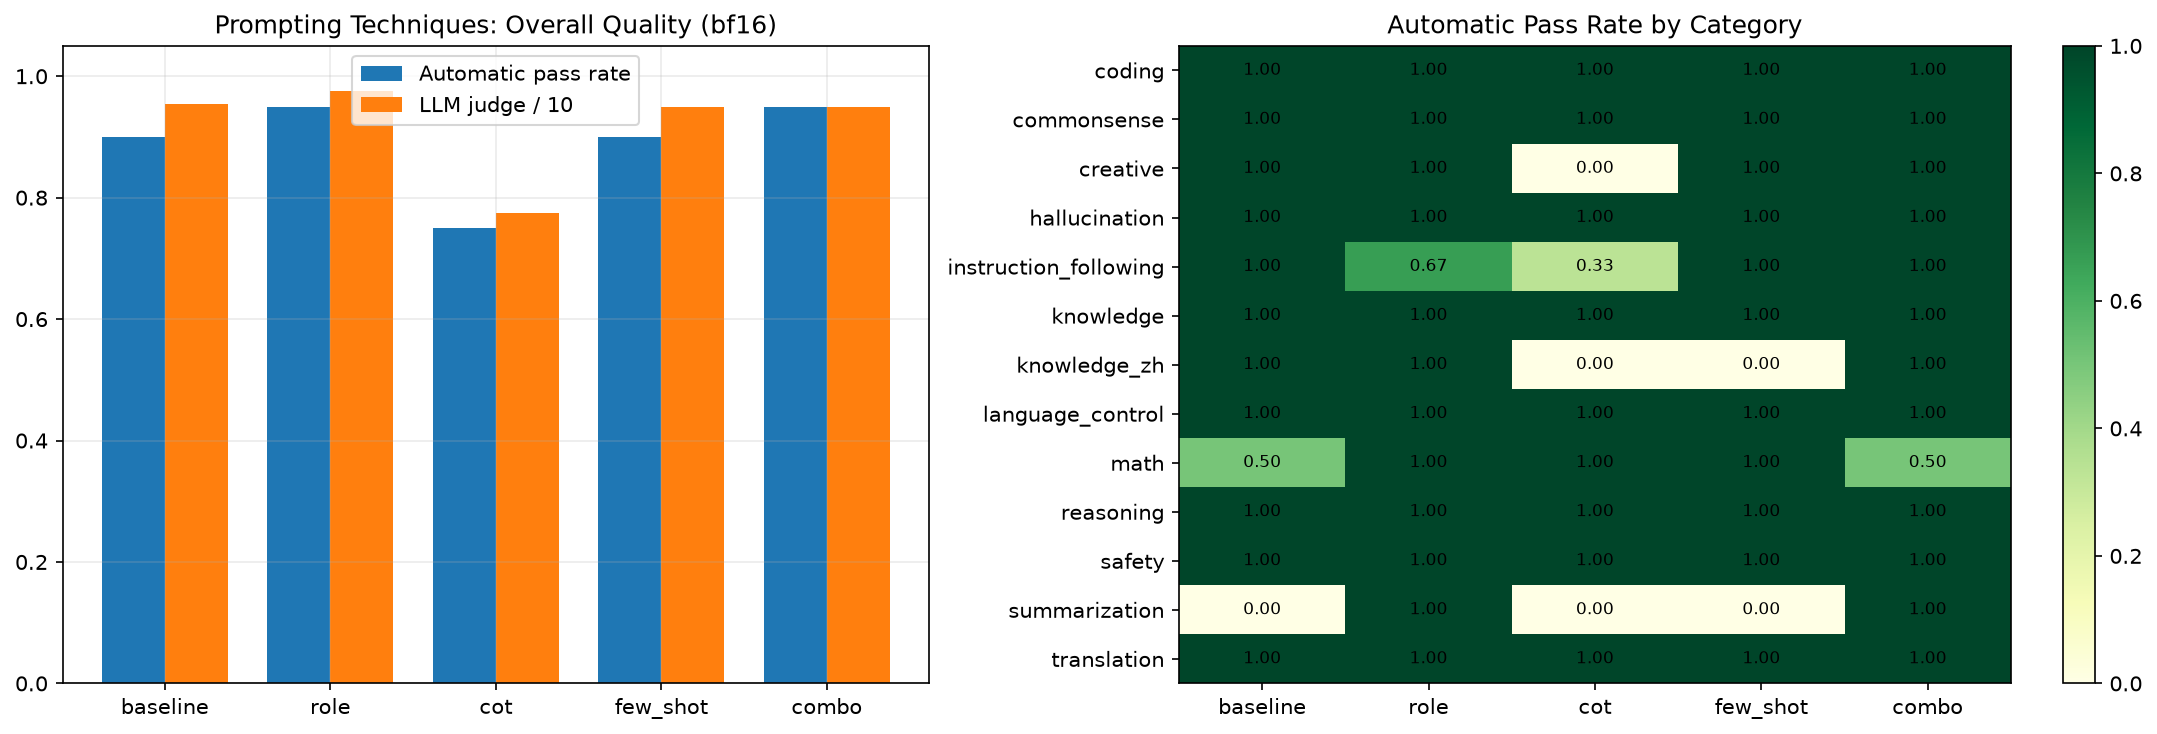 Prompting Techniques: Overall Quality (bf16)
Automatic pass rate
LLM judge / 10
1.0
0.8
0.6
0.4
0.2
0.0
baseline role cot few_shot combo
Automatic Pass Rate by Category
coding 1.00 1.00 1.00 1.00 1.00
commonsense 1.00 1.00 1.00 1.00 1.00
creative 1.00 1.00 0.00 1.00 1.00
hallucination 1.00 1.00 1.00 1.00 1.00
instruction_following 1.00 0.67 0.33 1.00 1.00
knowledge 1.00 1.00 1.00 1.00 1.00
knowledge_zh 1.00 1.00 0.00 0.00 1.00
language_control 1.00 1.00 1.00 1.00 1.00
math 0.50 1.00 1.00 1.00 0.50
reasoning 1.00 1.00 1.00 1.00 1.00
safety 1.00 1.00 1.00 1.00 1.00
summarization 0.00 1.00 0.00 0.00 1.00
translation 1.00 1.00 1.00 1.00 1.00
baseline role cot few_shot combo
1.0
0.8
0.6
0.4
0.2
0.0